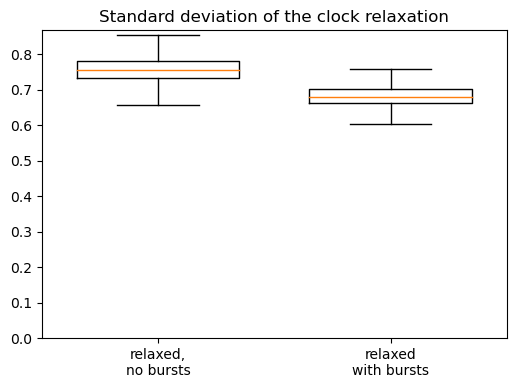 Standard deviation of the clock relaxation
0.8
0.7
0.6
0.5
0.4
0.3
0.2
0.1
0.0
relaxed,
no bursts
relaxed
with bursts